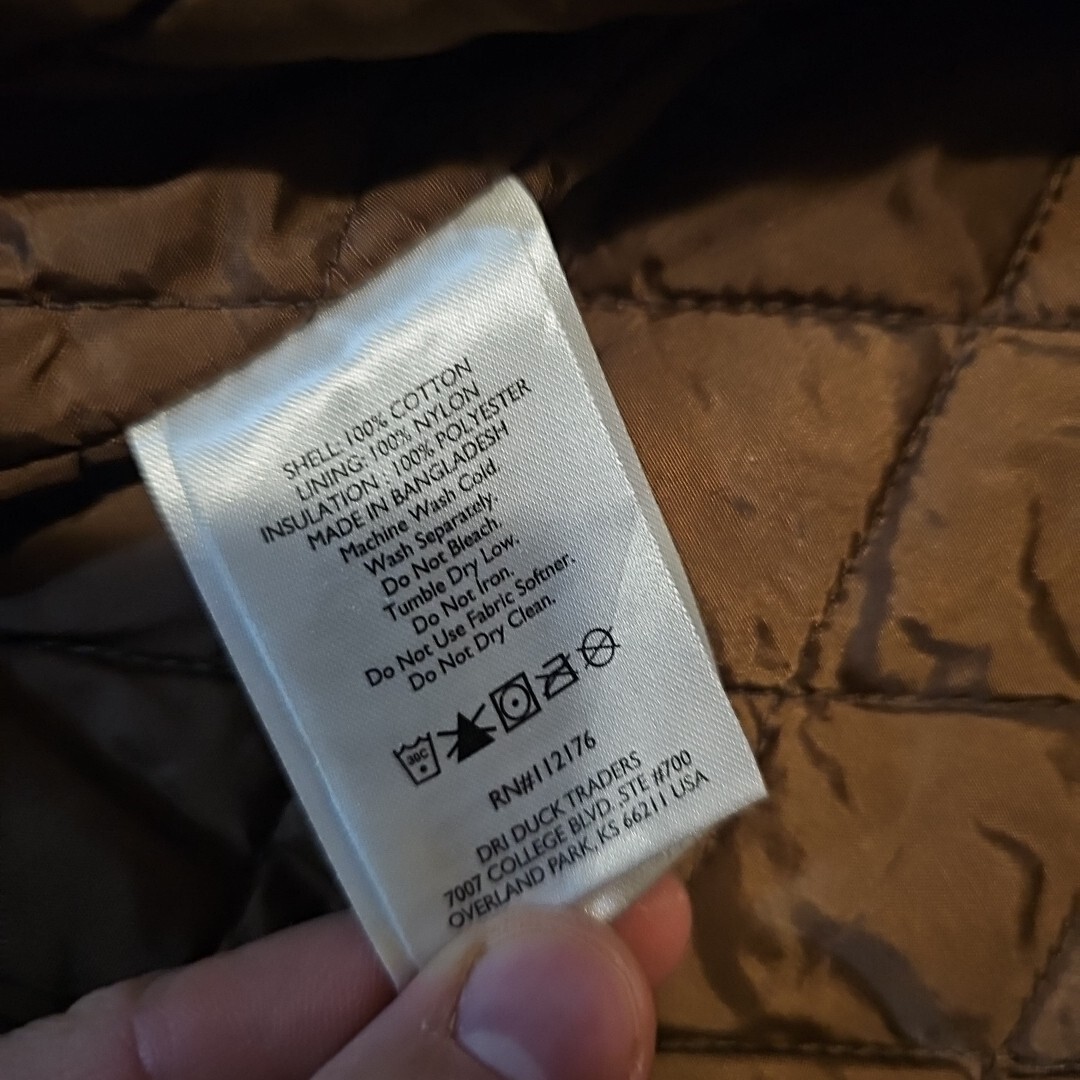 SHELL: 100% COTTON
LINING: 100% NYLON
INSULATION : 100% POLYESTER
MADE IN BANGLADESH
Machine Wash Cold.
Wash Separately.
Do Not Bleach.
Tumble Dry Low.
Do Not Iron.
Do Not Use Fabric Softner.
Do Not Dry Clean.
30C
RN#112176
DRI DUCK TRADERS
7007 COLLEGE BLVD. STE #700
OVERLAND PARK, KS 66211 USA